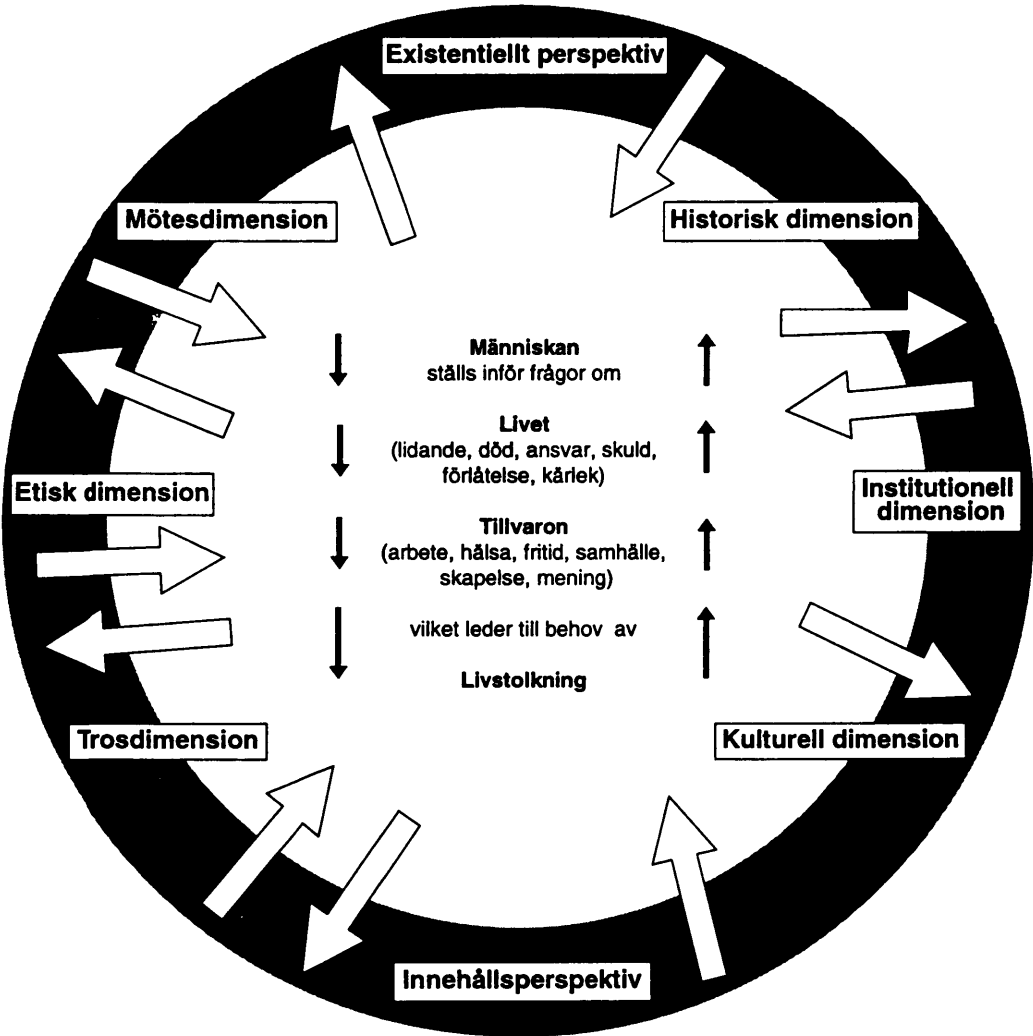 Existentiellt perspektiv
Mötesdimension
Historisk dimension
Människan
ställs inför frågor om
Livet
(lidande, död, ansvar, skuld,
förlåtelse, kärlek)
Etisk dimension
Institutionell
dimension
Tillvaron
(arbete, hälsa, fritid, samhälle,
skapelse, mening)
vilket leder till behov av
Livstolkning
Trosdimension
Kulturell dimension
Innehållsperspektiv